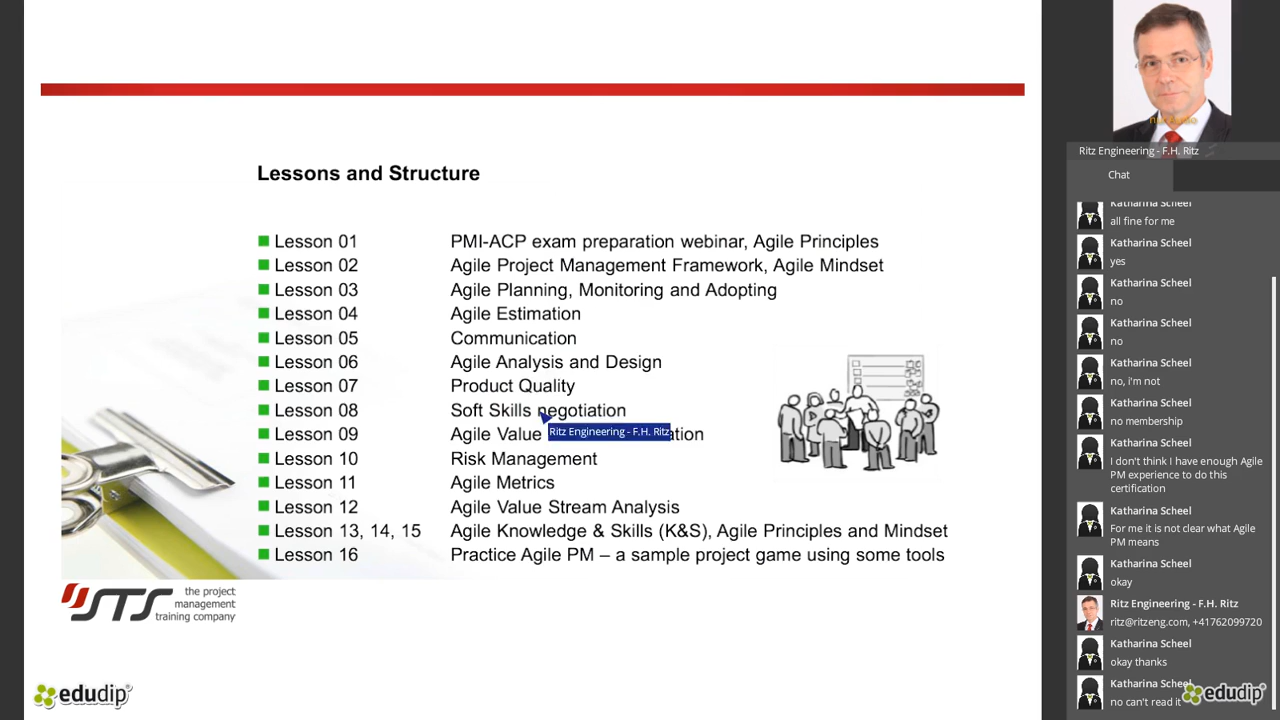 Lessons and Structure
Lesson 01 PMI-ACP exam preparation webinar, Agile Principles
Lesson 02 Agile Project Management Framework, Agile Mindset
Lesson 03 Agile Planning, Monitoring and Adopting
Lesson 04 Agile Estimation
Lesson 05 Communication
Lesson 06 Agile Analysis and Design
Lesson 07 Product Quality
Lesson 08 Soft Skills negotiation
Lesson 09 Agile Value
Ritz Engineering - F.H. Ritz
Lesson 10 Risk Management
Lesson 11 Agile Metrics
Lesson 12 Agile Value Stream Analysis
Lesson 13, 14, 15 Agile Knowledge & Skills (K&S), Agile Principles and Mindset
Lesson 16 Practice Agile PM – a sample project game using some tools
STS
the project
management
training company
edudip®
Ritz Engineering - F.H. Ritz
Chat
Katharina Scheel
all fine for me
Katharina Scheel
yes
Katharina Scheel
no
Katharina Scheel
no
Katharina Scheel
no, i'm not
Katharina Scheel
no membership
Katharina Scheel
I don't think I have enough Agile
PM experience to do this
certification
Katharina Scheel
For me it is not clear what Agile
PM means
Katharina Scheel
okay
Ritz Engineering - F.H. Ritz
ritz@ritzeng.com, +41762099720
Katharina Scheel
okay thanks
Katharina Scheel
no can't read it
edudip®